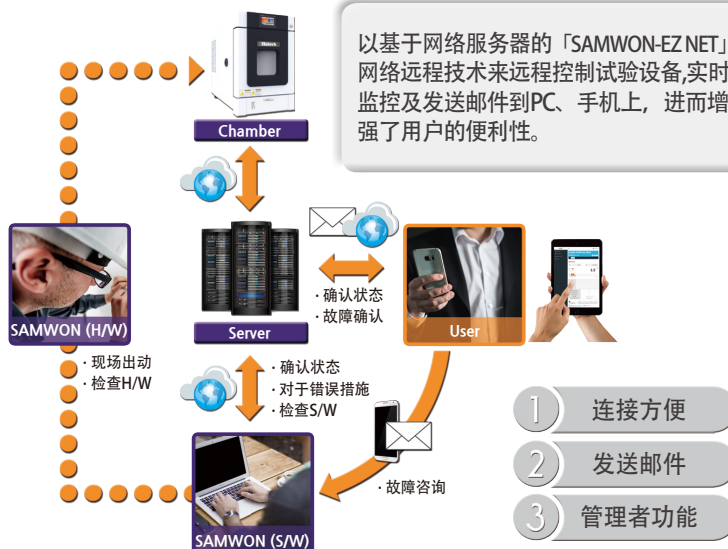 以基于网络服务器的「SAMWON-EZ NET」
网络远程技术来远程控制试验设备,实时
监控及发送邮件到PC、手机上，进而增
强了用户的便利性。
Chamber
Server
· 确认状态
· 故障确认
User
SAMWON (H/W)
· 现场出动
· 检查H/W
· 确认状态
· 对于错误措施
· 检查S/W
· 故障咨询
SAMWON (S/W)
1 连接方便
2 发送邮件
3 管理者功能